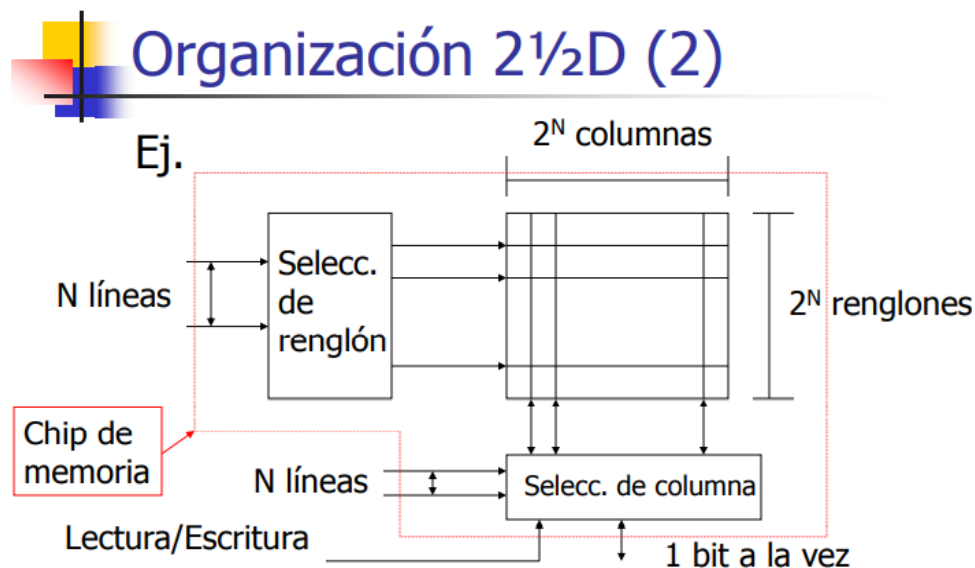 Organización 2½D (2)
Ej.
2ᴺ columnas
Selecc.
de
renglón
N líneas
2ᴺ renglones
Chip de
memoria
N líneas
Selecc. de columna
Lectura/Escritura
1 bit a la vez